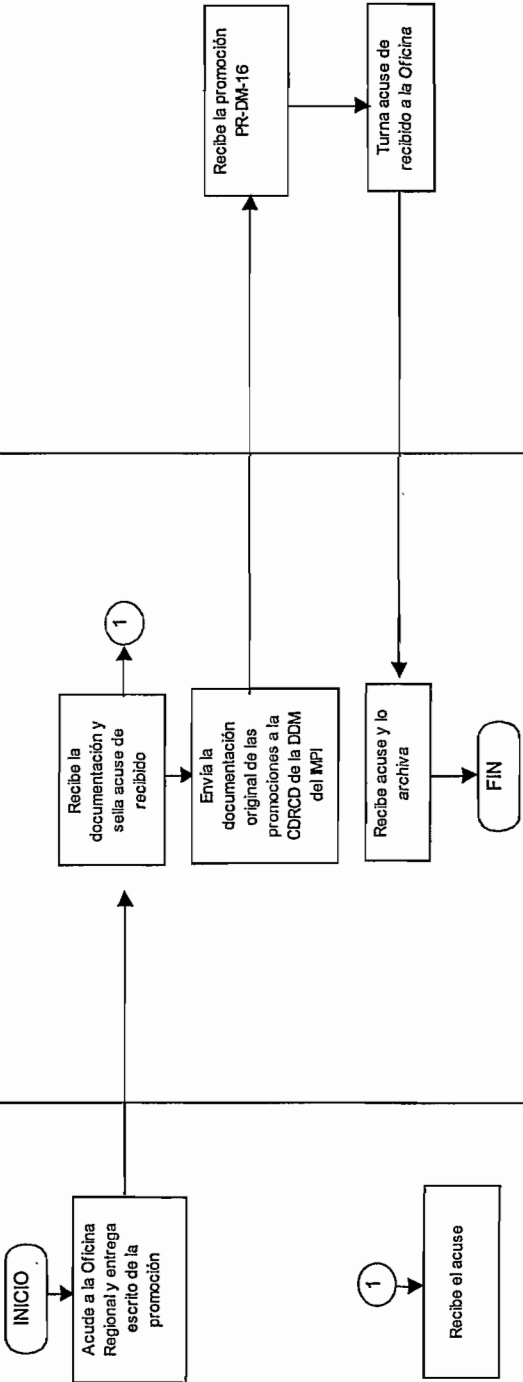 INICIO
Acude a la Oficina
Regional y entrega
escrito de la
promoción
1
Recibe el acuse
Recibe la
documentación y
sella acuse de
recibido
1
Envía la
documentación
original de las
promociones a la
CDRCD de la DDM
del IMPI
Recibe acuse y lo
archiva
FIN
Recibe la promoción
PR-DM-16
Turna acuse de
recibido a la Oficina